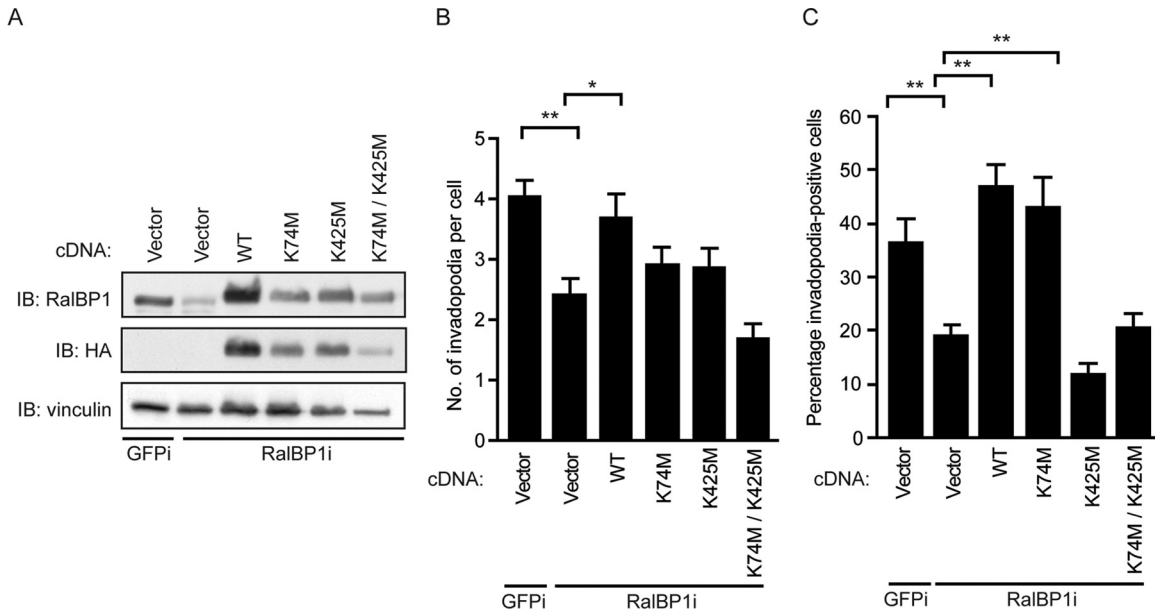 A
cDNA:
Vector
Vector
WT
K74M
K425M
K74M / K425M
IB: RalBP1
IB: HA
IB: vinculin
GFPi
RalBP1i
B
*
**
No. of invadopodia per cell
5
4
3
2
1
0
cDNA:
Vector
Vector
WT
K74M
K425M
K74M / K425M
GFPi
RalBP1i
C
**
**
**
Percentage invadopodia-positive cells
60
50
40
30
20
10
0
cDNA:
Vector
Vector
WT
K74M
K425M
K74M / K425M
GFPi
RalBP1i